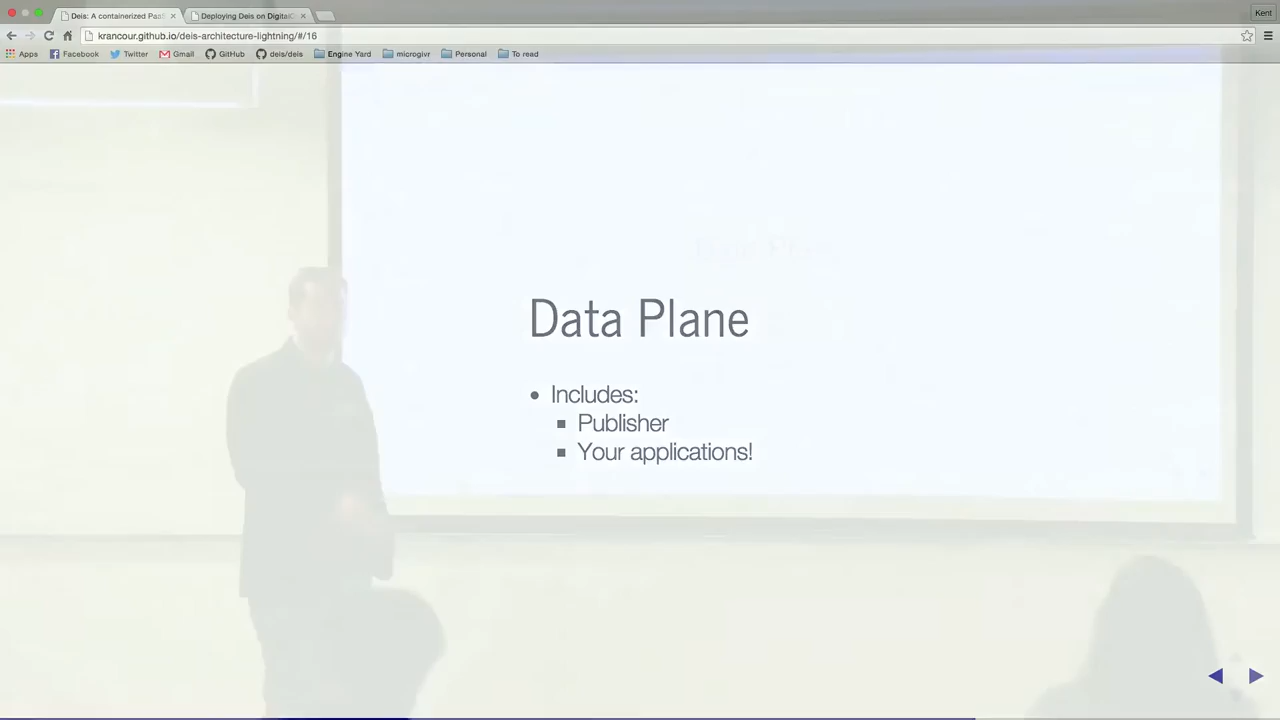 Deis: A containerized PaaS
Deploying Deis on Digital
Kent
krancour.github.io/deis-architecture-lightning/#/16
Apps Facebook Twitter Gmail GitHub deis/deis Engine Yard microgivr Personal To read
Data Plane
Includes:
Publisher
Your applications!